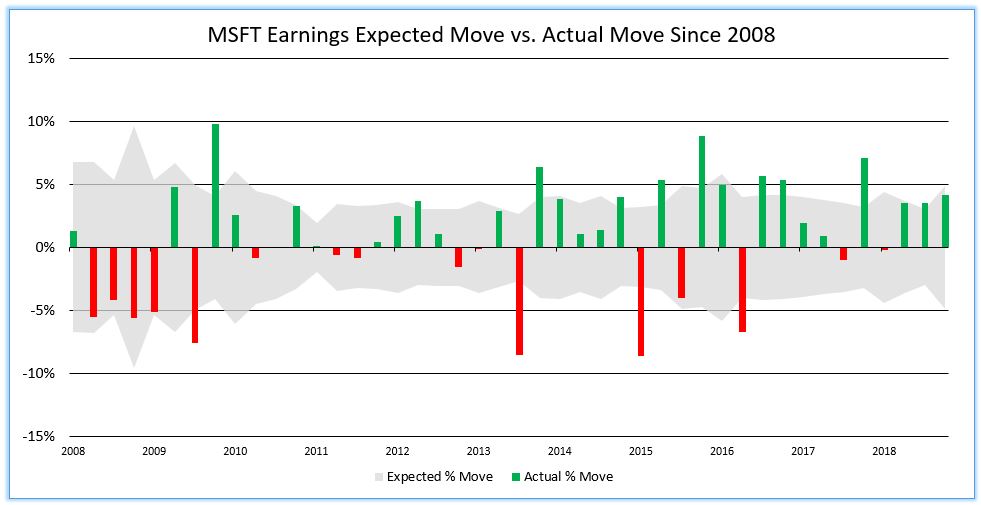 MSFT Earnings Expected Move vs. Actual Move Since 2008
15%
10%
5%
0%
-5%
-10%
-15%
2008 2009 2010 2011 2012 2013 2014 2015 2016 2017 2018
Expected % Move Actual % Move